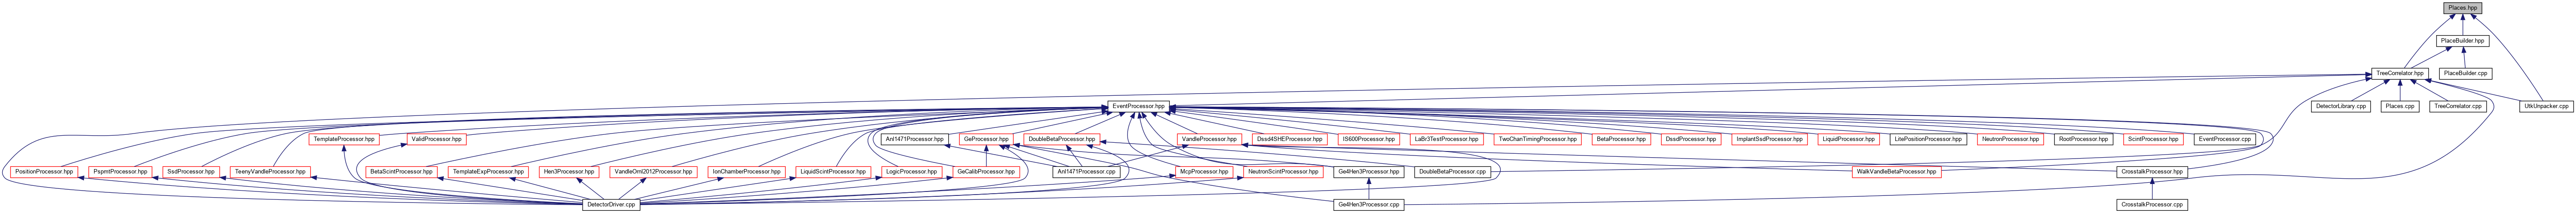 Places.hpp
PlaceBuilder.hpp
TreeCorrelator.hpp
PlaceBuilder.cpp
EventProcessor.hpp
DetectorLibrary.cpp
Places.cpp
TreeCorrelator.cpp
UtkUnpacker.cpp
TemplateProcessor.hpp
ValidProcessor.hpp
Anl1471Processor.hpp
GeProcessor.hpp
DoubleBetaProcessor.hpp
VandleProcessor.hpp
Dssd4SHEProcessor.hpp
IS600Processor.hpp
LaBr3TestProcessor.hpp
TwoChanTimingProcessor.hpp
BetaProcessor.hpp
DssdProcessor.hpp
ImplantSsdProcessor.hpp
LiquidProcessor.hpp
LitePositionProcessor.hpp
NeutronProcessor.hpp
RootProcessor.hpp
ScintProcessor.hpp
EventProcessor.cpp
PositionProcessor.hpp
PspmtProcessor.hpp
SsdProcessor.hpp
TeenyVandleProcessor.hpp
BetaScintProcessor.hpp
TemplateExpProcessor.hpp
Hen3Processor.hpp
VandleOrnl2012Processor.hpp
IonChamberProcessor.hpp
LiquidScintProcessor.hpp
LogicProcessor.hpp
GeCalibProcessor.hpp
Anl1471Processor.cpp
McpProcessor.hpp
NeutronScintProcessor.hpp
Ge4Hen3Processor.hpp
DoubleBetaProcessor.cpp
WalkVandleBetaProcessor.hpp
CrosstalkProcessor.hpp
DetectorDriver.cpp
Ge4Hen3Processor.cpp
CrosstalkProcessor.cpp